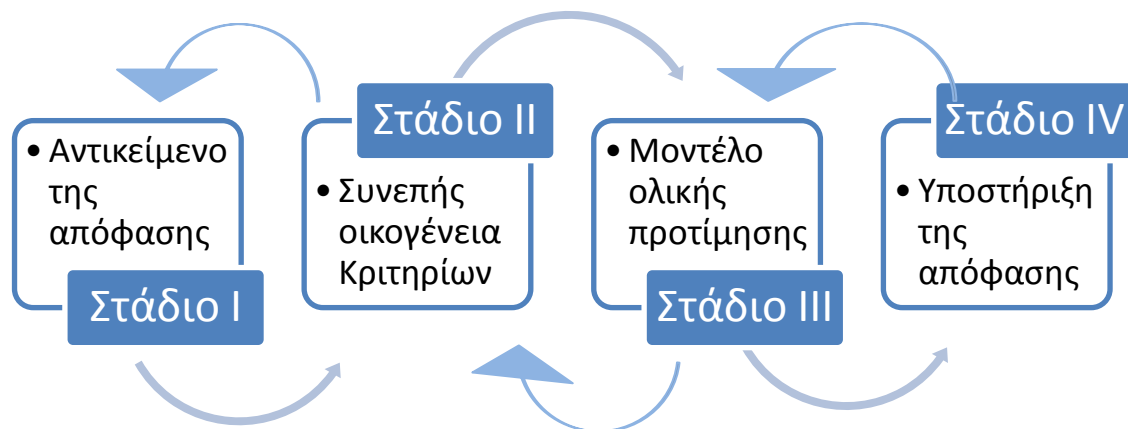 • Αντικείμενο
της
απόφασης
Στάδιο I
Στάδιο II
• Συνεπής
οικογένεια
Κριτηρίων
• Μοντέλο
ολικής
προτίμησης
Στάδιο III
Στάδιο IV
• Υποστήριξη
της
απόφασης